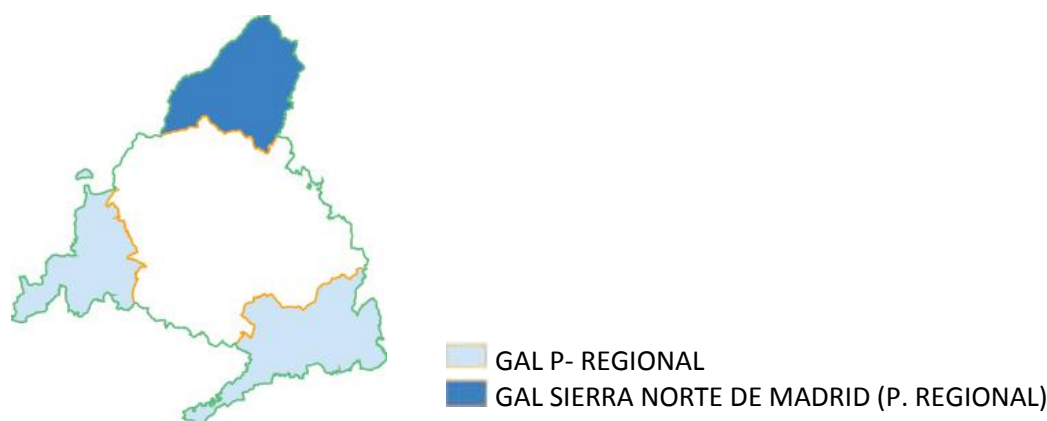 GAL P- REGIONAL
GAL SIERRA NORTE DE MADRID (P. REGIONAL)